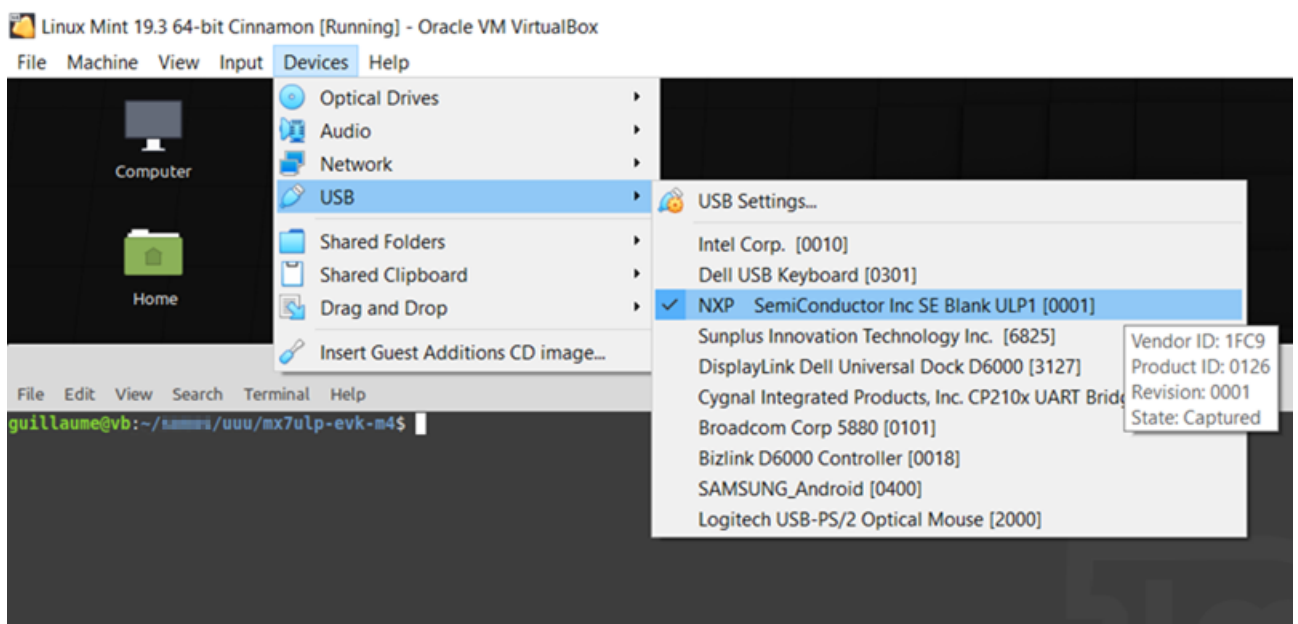 Linux Mint 19.3 64-bit Cinnamon [Running] - Oracle VM VirtualBox
File Machine View Input Devices Help
Computer
Home
Optical Drives
Audio
Network
USB
Shared Folders
Shared Clipboard
Drag and Drop
Insert Guest Additions CD image...
USB Settings...
Intel Corp. [0010]
Dell USB Keyboard [0301]
NXP SemiConductor Inc SE Blank ULP1 [0001]
Sunplus Innovation Technology Inc. [6825]
DisplayLink Dell Universal Dock D6000 [3127]
Cygnal Integrated Products, Inc. CP210x UART
Broadcom Corp 5880 [0101]
Bizlink D6000 Controller [0018]
SAMSUNG_Android [0400]
Logitech USB-PS/2 Optical Mouse [2000]
Vendor ID: 1FC9
Product ID: 0126
Revision: 0001
State: Captured
File Edit View Search Terminal Help
guillaume@vb:~/ /uuu/mx7ulp-evk-m4$